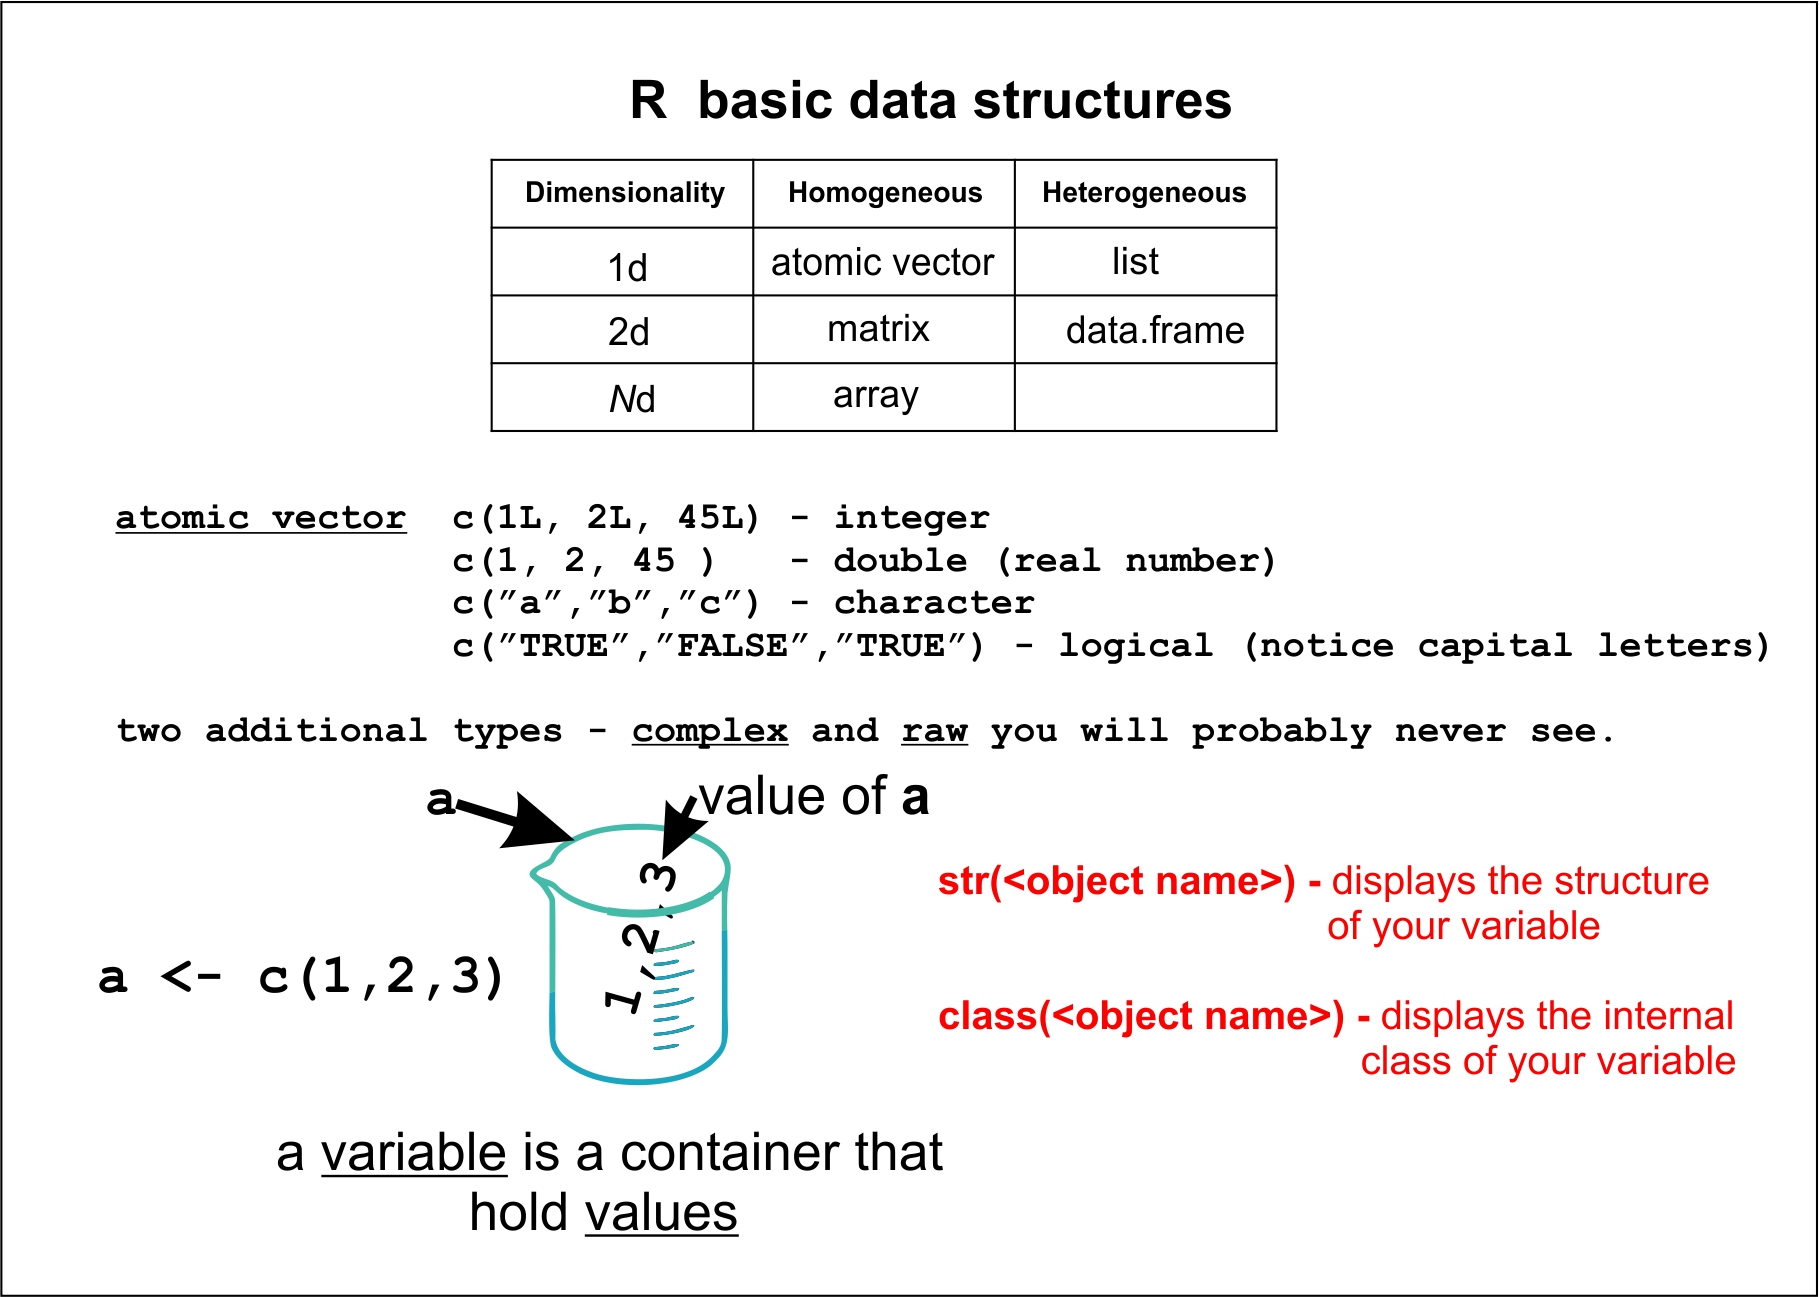 R  basic data structures
Dimensionality Homogeneous Heterogeneous
1d atomic vector list
2d matrix data.frame
Nd array
atomic vector c(1L, 2L, 45L) - integer
c(1, 2, 45 ) - double (real number)
c(”a”,”b”,”c”) - character
c(”TRUE”,”FALSE”,”TRUE”) - logical (notice capital letters)
two additional types - complex and raw you will probably never see.
a value of a
1,2,3
a <- c(1,2,3)
str(<object name>) - displays the structure
of your variable
class(<object name>) - displays the internal
class of your variable
a variable is a container that
hold values